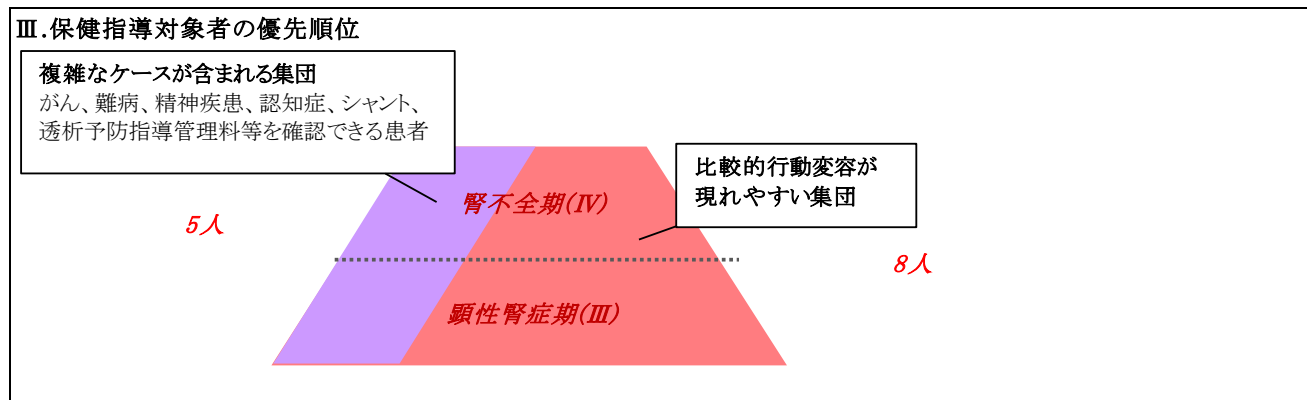 Ⅲ.保健指導対象者の優先順位
複雑なケースが含まれる集団
がん、難病、精神疾患、認知症、シャント、
透析予防指導管理料等を確認できる患者
比較的行動変容が
現れやすい集団
腎不全期(Ⅳ)
5人
8人
顕性腎症期(Ⅲ)